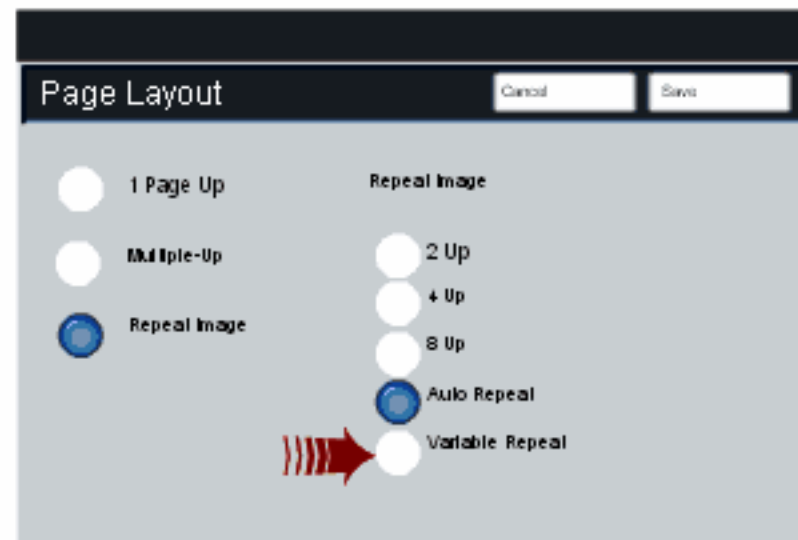 Page Layout
Cancel
Save
1 Page Up
Multiple-Up
Repeat Image
Repeat Image
2 Up
4 Up
8 Up
Auto Repeat
Variable Repeat